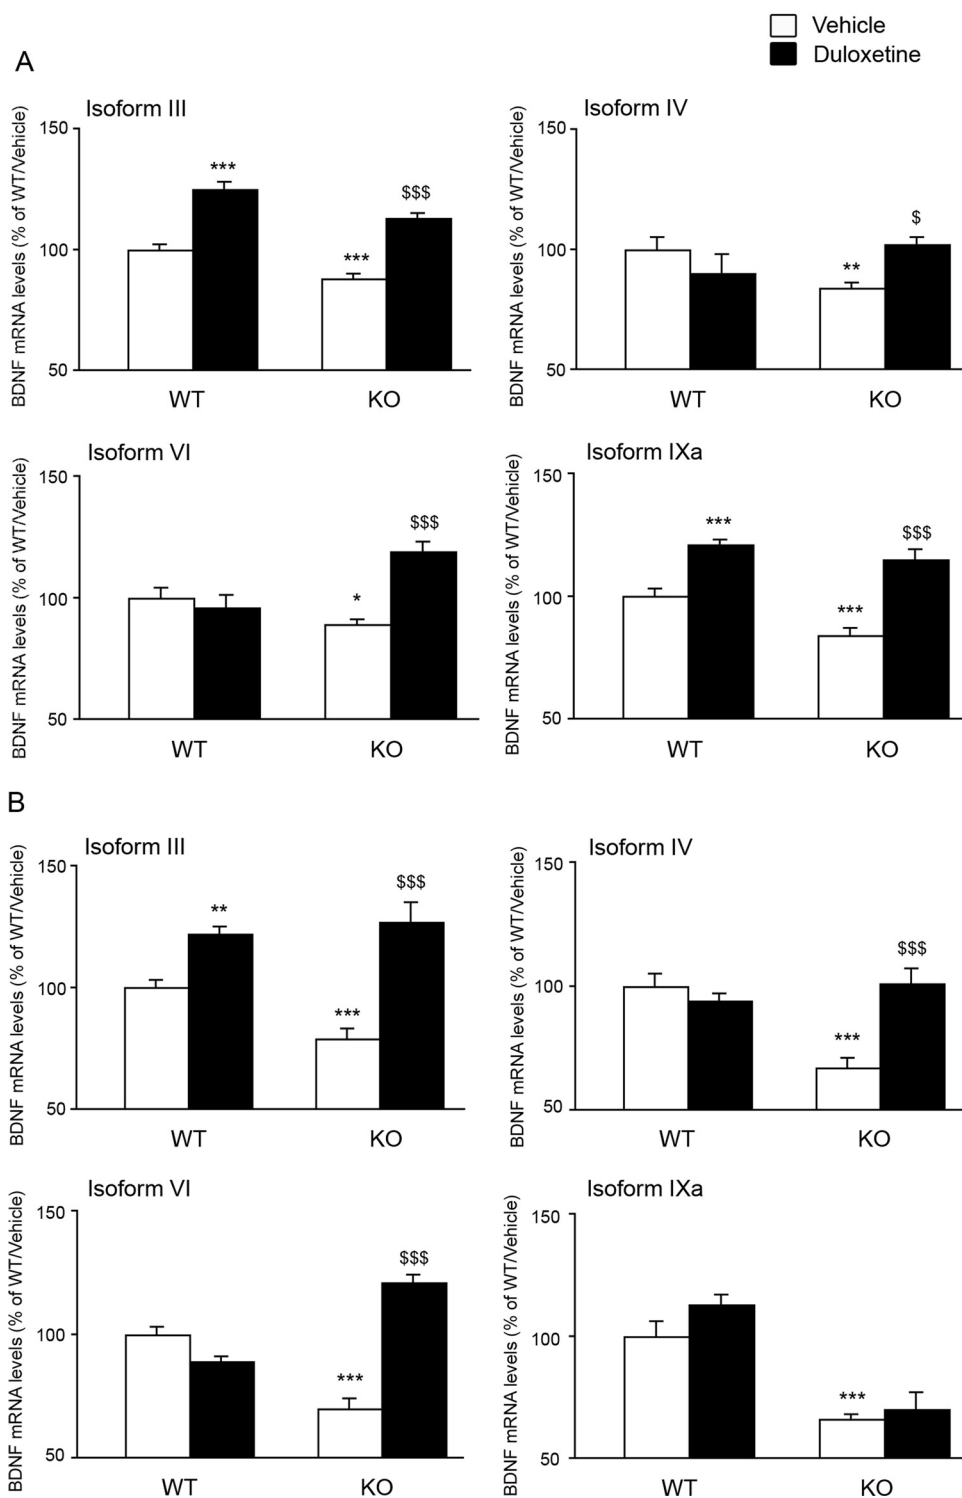 Vehicle
Duloxetine
A
Isoform III
BDNF mRNA levels (% of WT/Vehicle)
150
100
50
***
***
$$$
WT
KO
Isoform IV
BDNF mRNA levels (% of WT/Vehicle)
150
100
50
**
$
WT
KO
Isoform VI
BDNF mRNA levels (% of WT/Vehicle)
150
100
50
*
$$$
WT
KO
Isoform IXa
BDNF mRNA levels (% of WT/Vehicle)
150
100
50
***
***
$$$
WT
KO
B
Isoform III
BDNF mRNA levels (% of WT/Vehicle)
150
100
50
**
***
$$$
WT
KO
Isoform IV
BDNF mRNA levels (% of WT/Vehicle)
150
100
50
***
$$$
WT
KO
Isoform VI
BDNF mRNA levels (% of WT/Vehicle)
150
100
50
***
$$$
WT
KO
Isoform IXa
BDNF mRNA levels (% of WT/Vehicle)
150
100
50
***
WT
KO